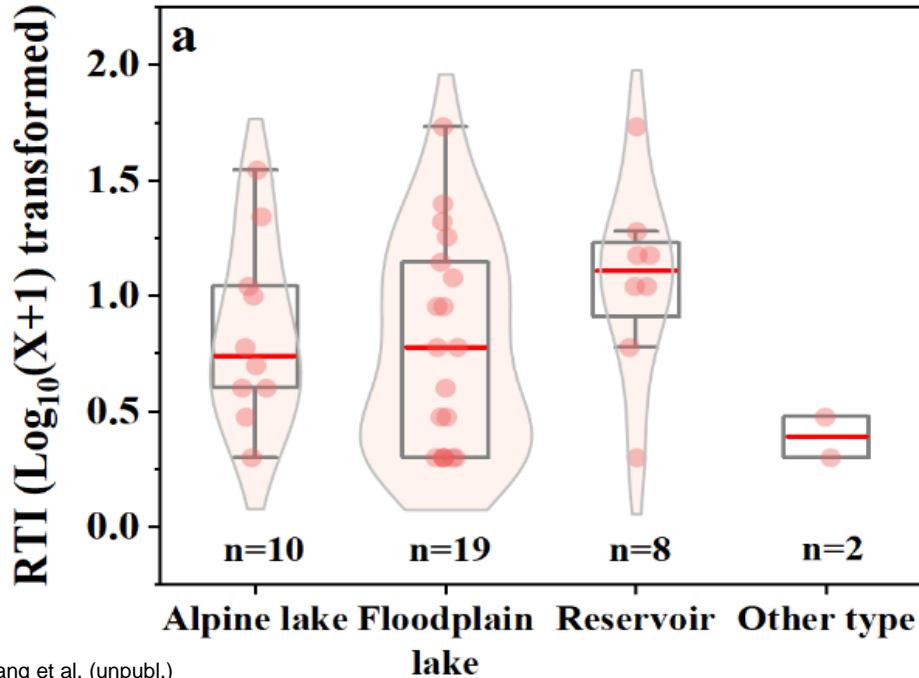 RTI (Log10(X+1) transformed)
a
2.0
1.5
1.0
0.5
0.0
n=10 n=19 n=8 n=2
Alpine lake Floodplain lake Reservoir Other type
ang et al. (unpubl.)